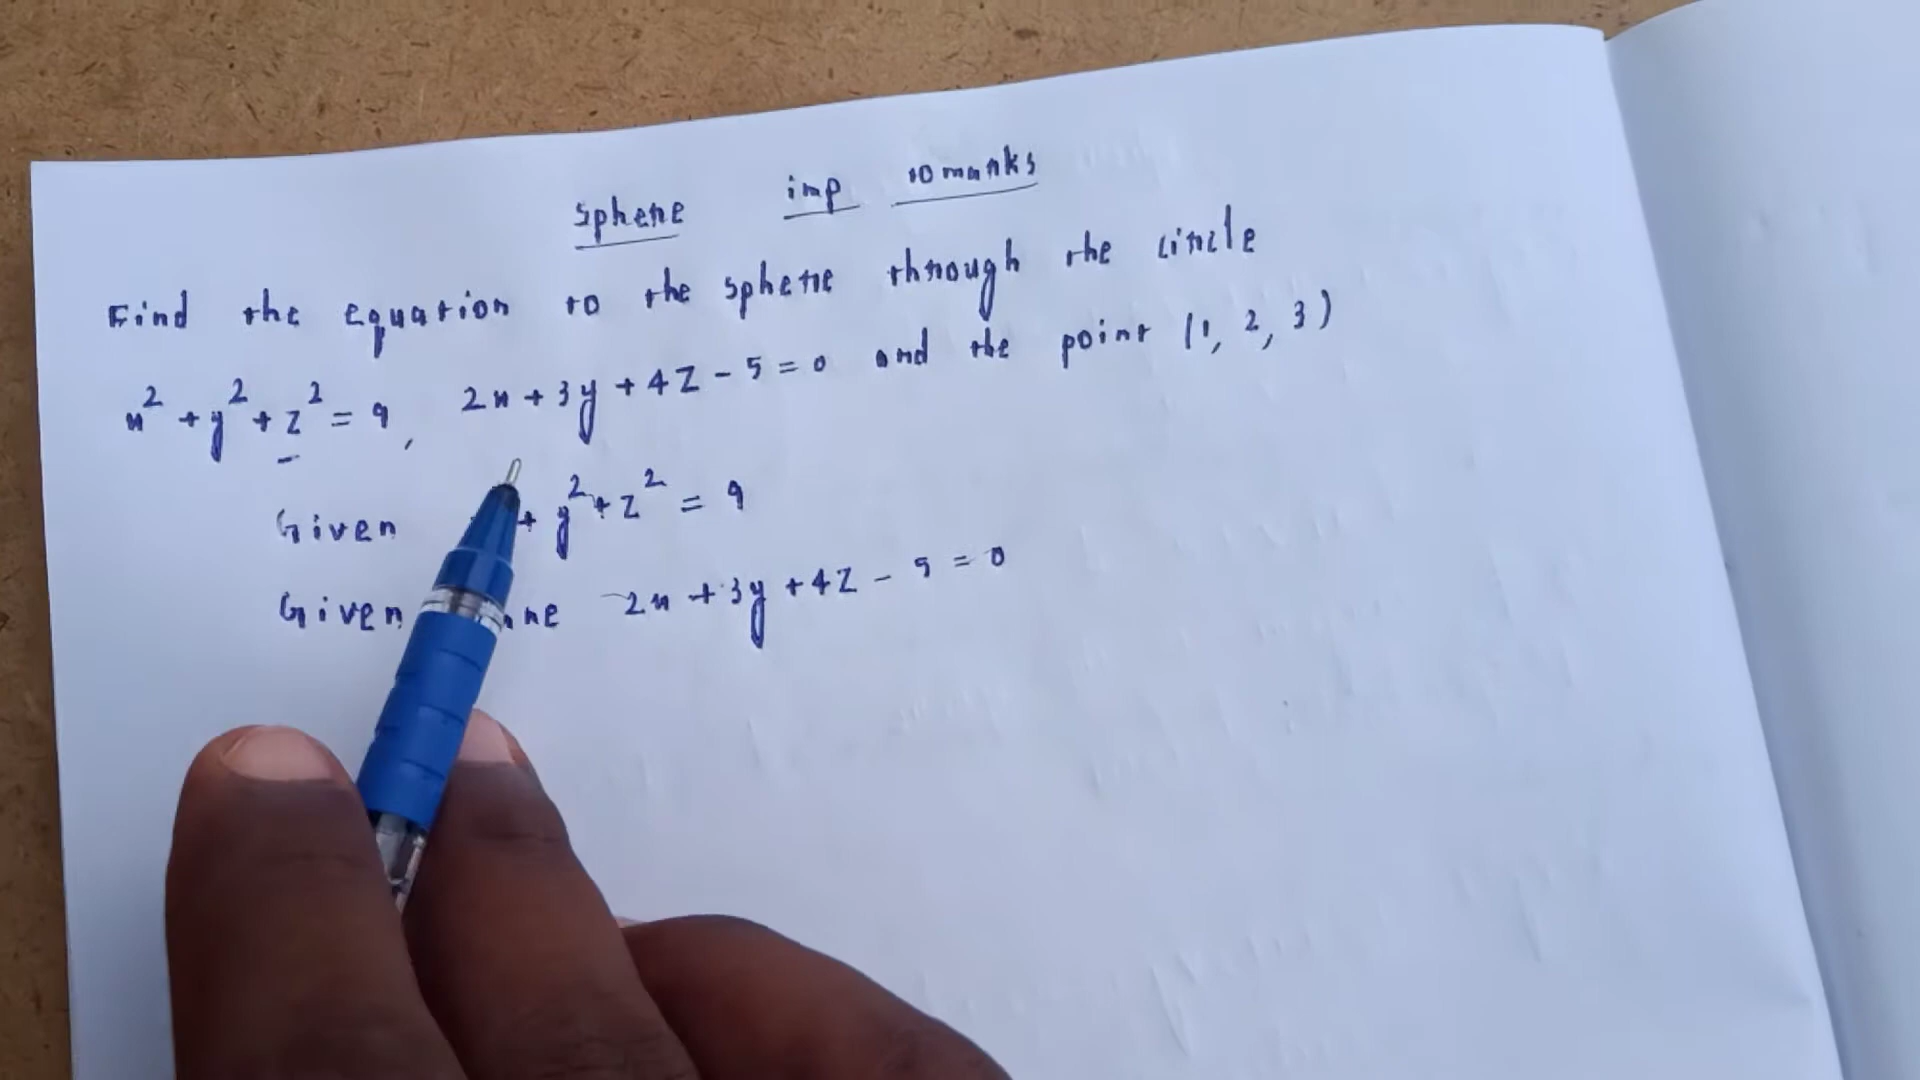 Sphere imp 10 marks
Find the equation to the sphere through the circle
x² + y² + z² = 9, 2x + 3y + 4z - 5 = 0 and the point (1, 2, 3)
Given + y² + z² = 9
Given 2x + 3y + 4z - 5 = 0